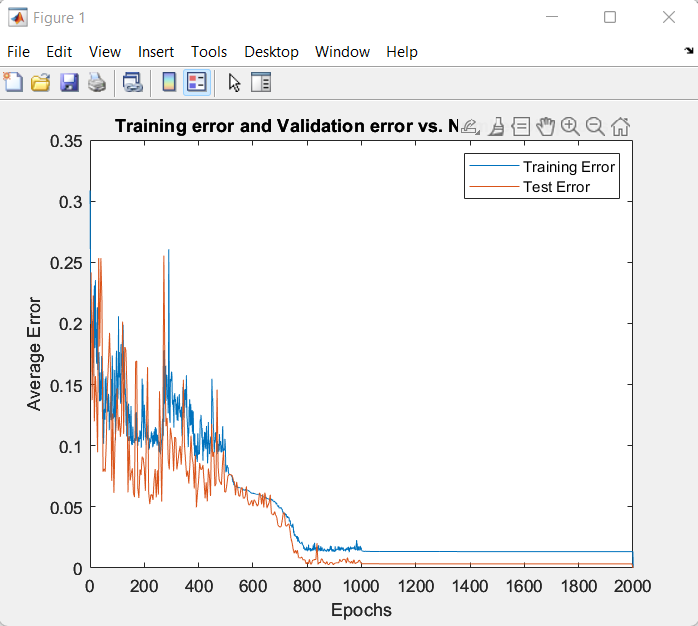 Figure 1
File Edit View Insert Tools Desktop Window Help
Training error and Validation error vs.
0.35
0.3
0.25
0.2
0.15
0.1
0.05
0
Average Error
Training Error
Test Error
0 200 400 600 800 1000 1200 1400 1600 1800 2000
Epochs